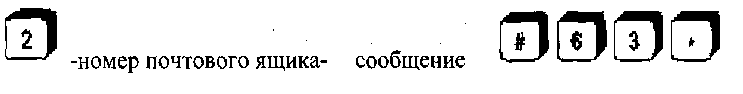 2 -номер почтового ящика- сообщение # 6 3 *